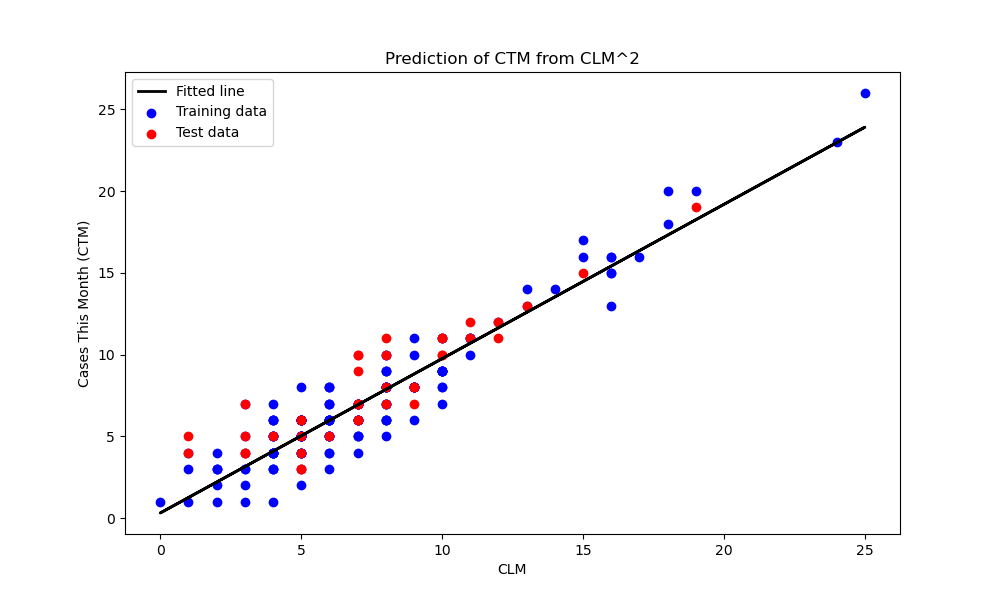 Prediction of CTM from CLM^2
Fitted line
Training data
Test data
Cases This Month (CTM)
25
20
15
10
5
0
0 5 10 15 20 25
CLM